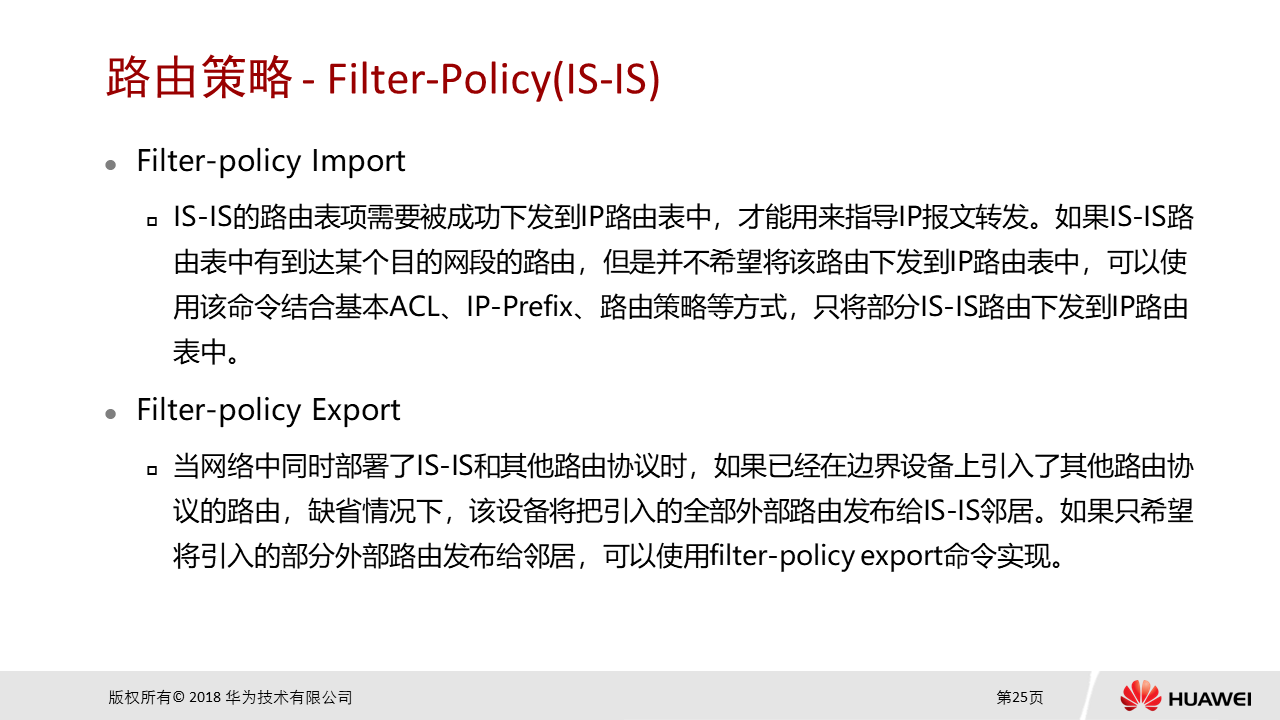 路由策略 - Filter-Policy(IS-IS)
Filter-policy Import
IS-IS的路由表项需要被成功下发到IP路由表中，才能用来指导IP报文转发。如果IS-IS路
由表中有到达某个目的网段的路由，但是并不希望将该路由下发到IP路由表中，可以使
用该命令结合基本ACL、IP-Prefix、路由策略等方式，只将部分IS-IS路由下发到IP路由
表中。
Filter-policy Export
当网络中同时部署了IS-IS和其他路由协议时，如果已经在边界设备上引入了其他路由协
议的路由，缺省情况下，该设备将把引入的全部外部路由发布给IS-IS邻居。如果只希望
将引入的部分外部路由发布给邻居，可以使用filter-policy export命令实现。
版权所有© 2018 华为技术有限公司
第25页
HUAWEI